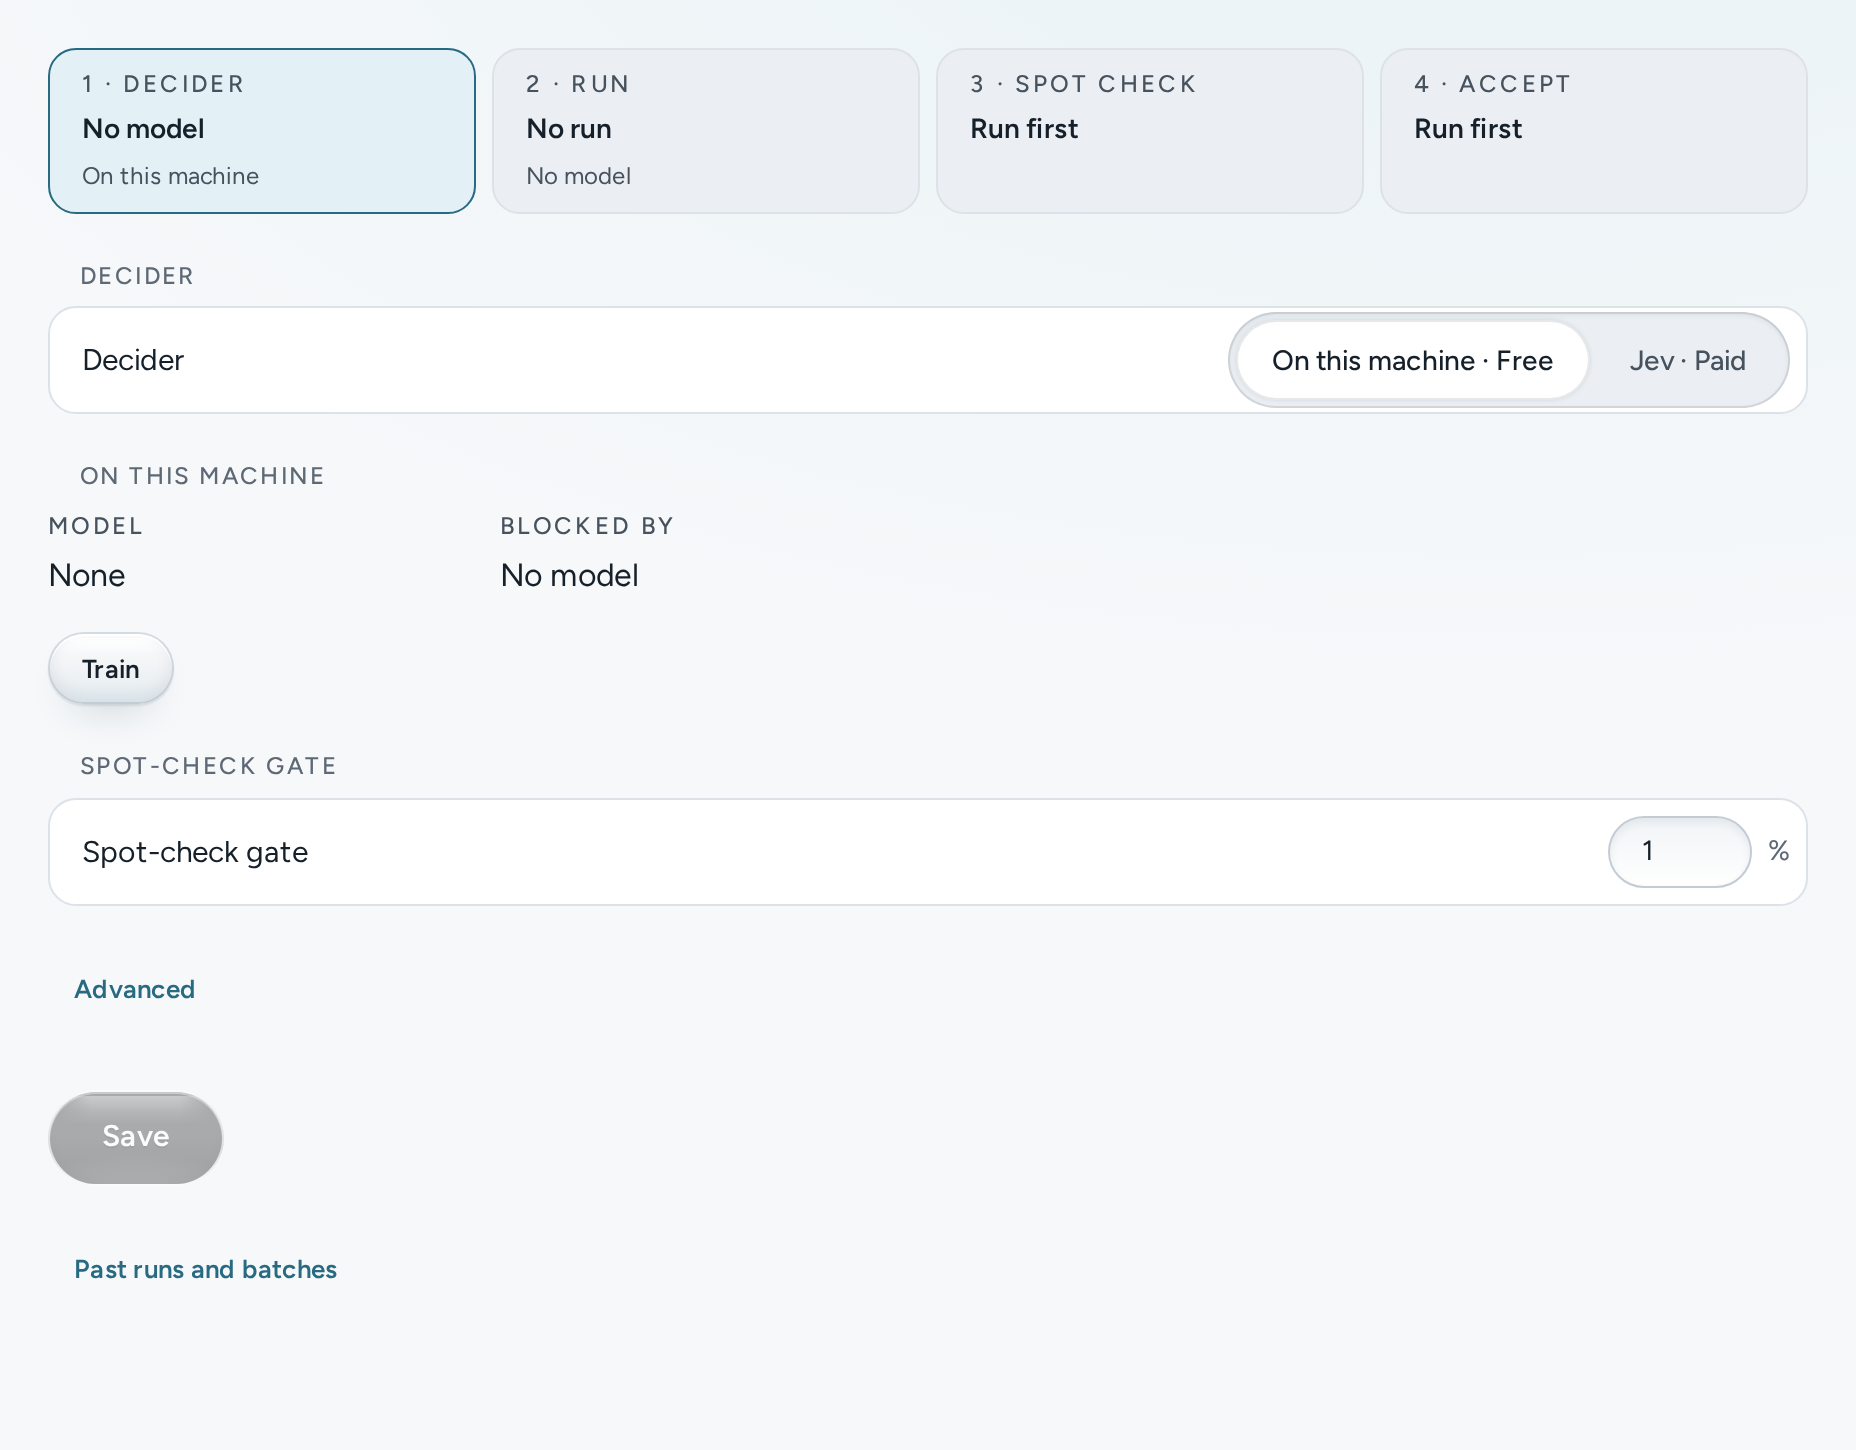 1 · DECIDER
No model
On this machine
2 · RUN
No run
No model
3 · SPOT CHECK
Run first
4 · ACCEPT
Run first
DECIDER
Decider
On this machine · Free
Jev · Paid
ON THIS MACHINE
MODEL
None
BLOCKED BY
No model
Train
SPOT-CHECK GATE
Spot-check gate
1 %
Advanced
Save
Past runs and batches